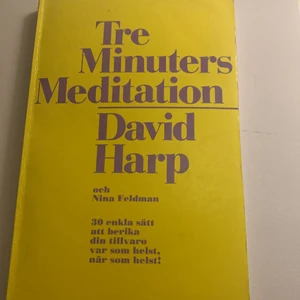 Tre
Minuters
Meditation
David
Harp
och
Nina Feldman
30 enkla sätt
att berika
din tillvaro
var som helst,
när som helst!